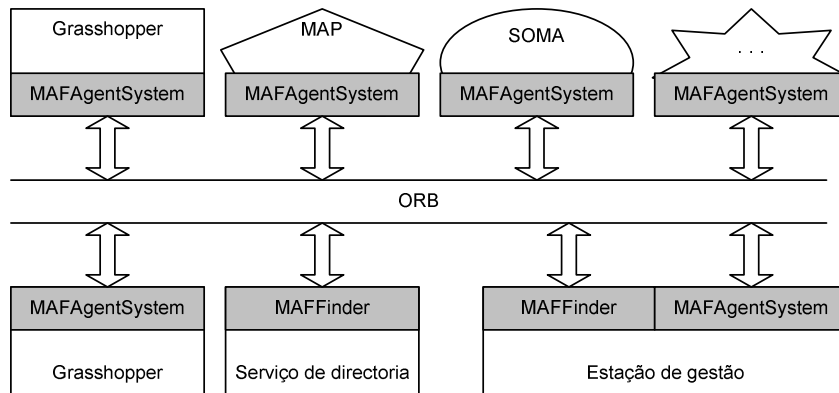 Grasshopper
MAP
SOMA
. . .
MAFAgentSystem
MAFAgentSystem
MAFAgentSystem
MAFAgentSystem
ORB
MAFAgentSystem
MAFFinder
MAFFinder
MAFAgentSystem
Grasshopper
Serviço de directoria
Estação de gestão